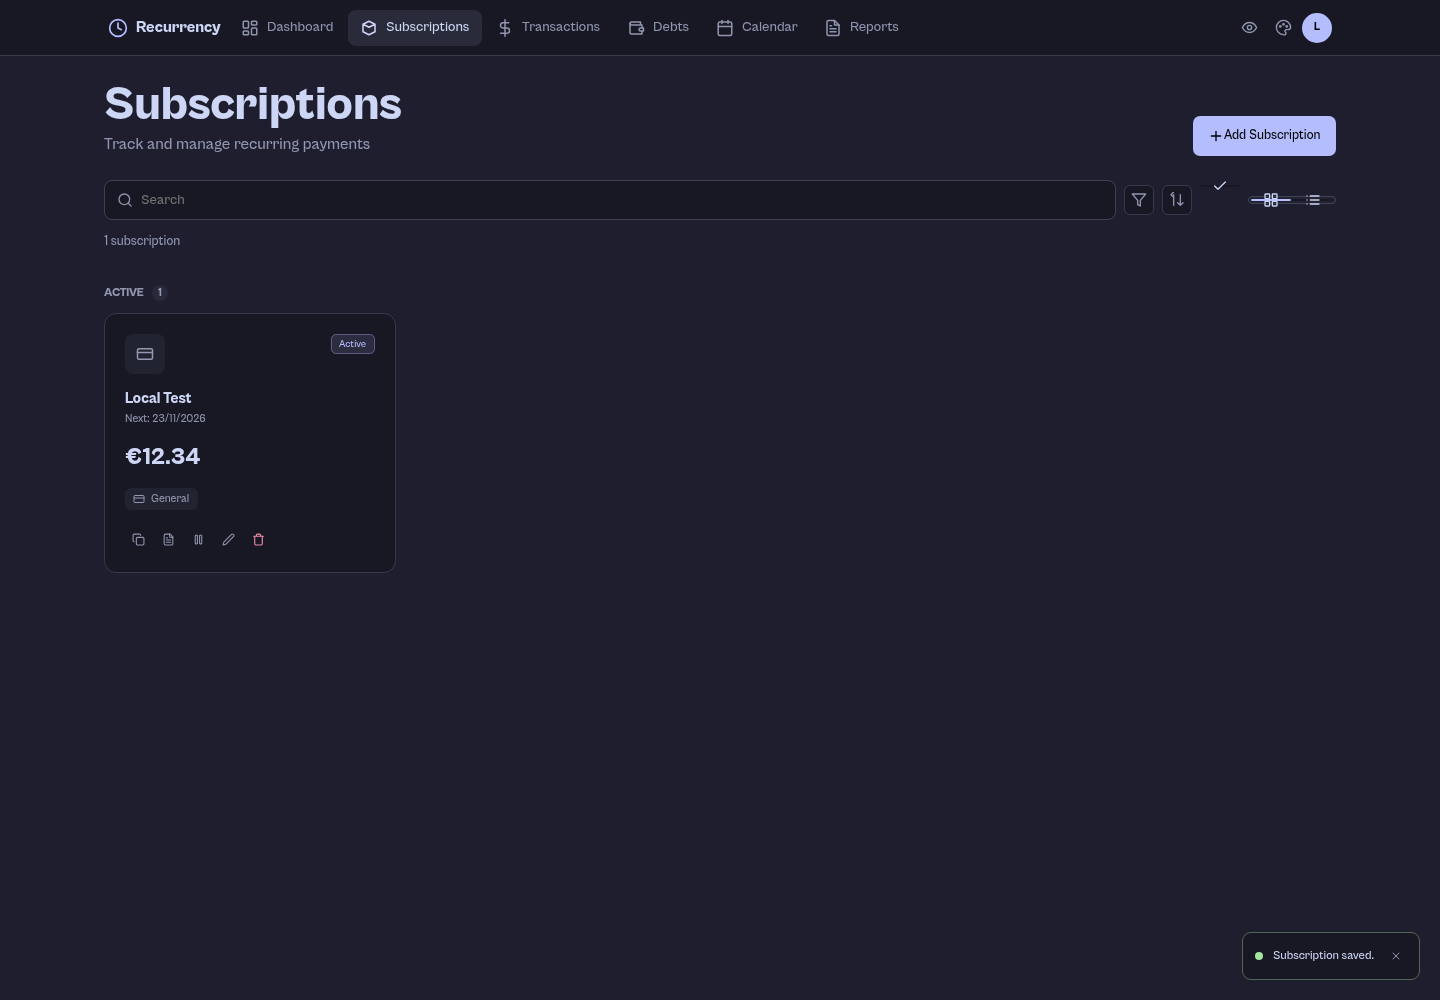 Recurrency
Dashboard
Subscriptions
Transactions
Debts
Calendar
Reports
L
Subscriptions
Track and manage recurring payments
Add Subscription
Search
1 subscription
ACTIVE 1
Active
Local Test
Next: 23/11/2026
€12.34
General
Subscription saved.